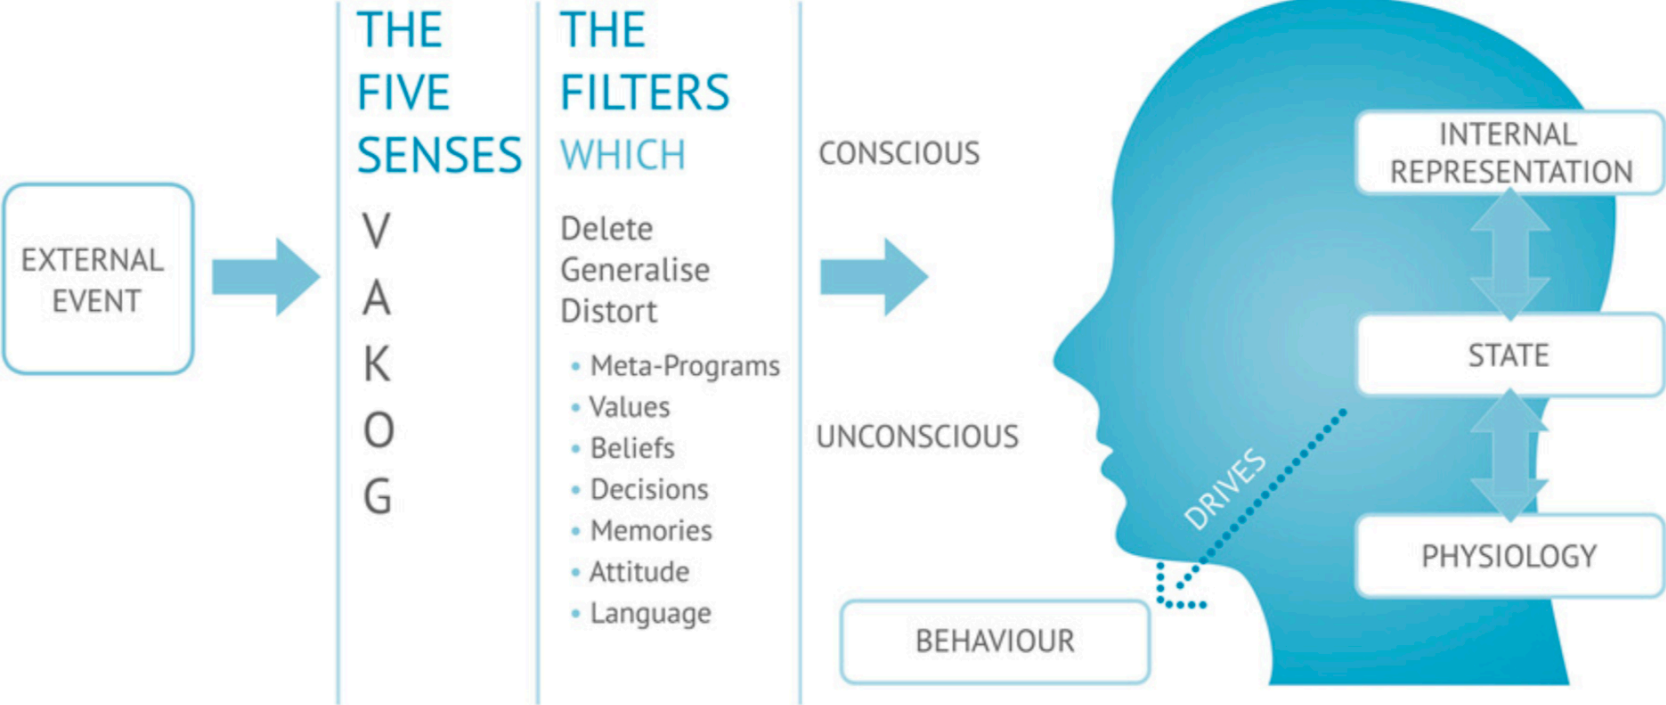 EXTERNAL
EVENT
THE
FIVE
SENSES
V
A
K
O
G
THE
FILTERS
WHICH
Delete
Generalise
Distort
• Meta-Programs
• Values
• Beliefs
• Decisions
• Memories
• Attitude
• Language
CONSCIOUS
UNCONSCIOUS
INTERNAL
REPRESENTATION
STATE
PHYSIOLOGY
DRIVES
BEHAVIOUR